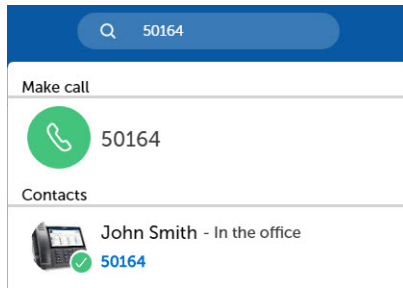 50164
Make call
50164
Contacts
John Smith - In the office
50164